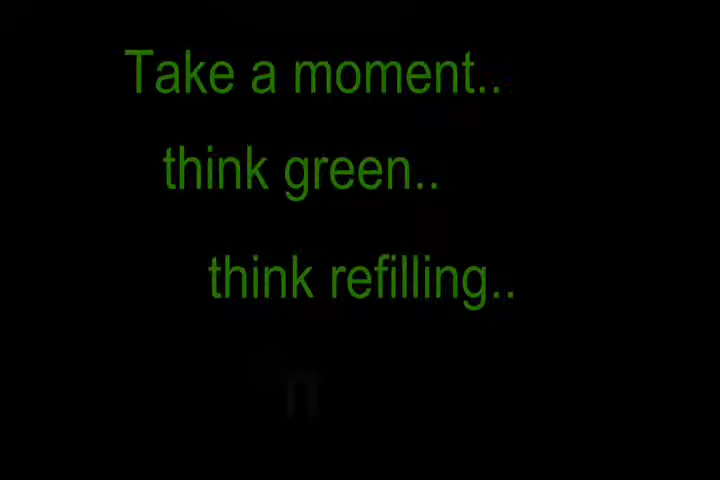 Take a moment..
think green..
think refilling..